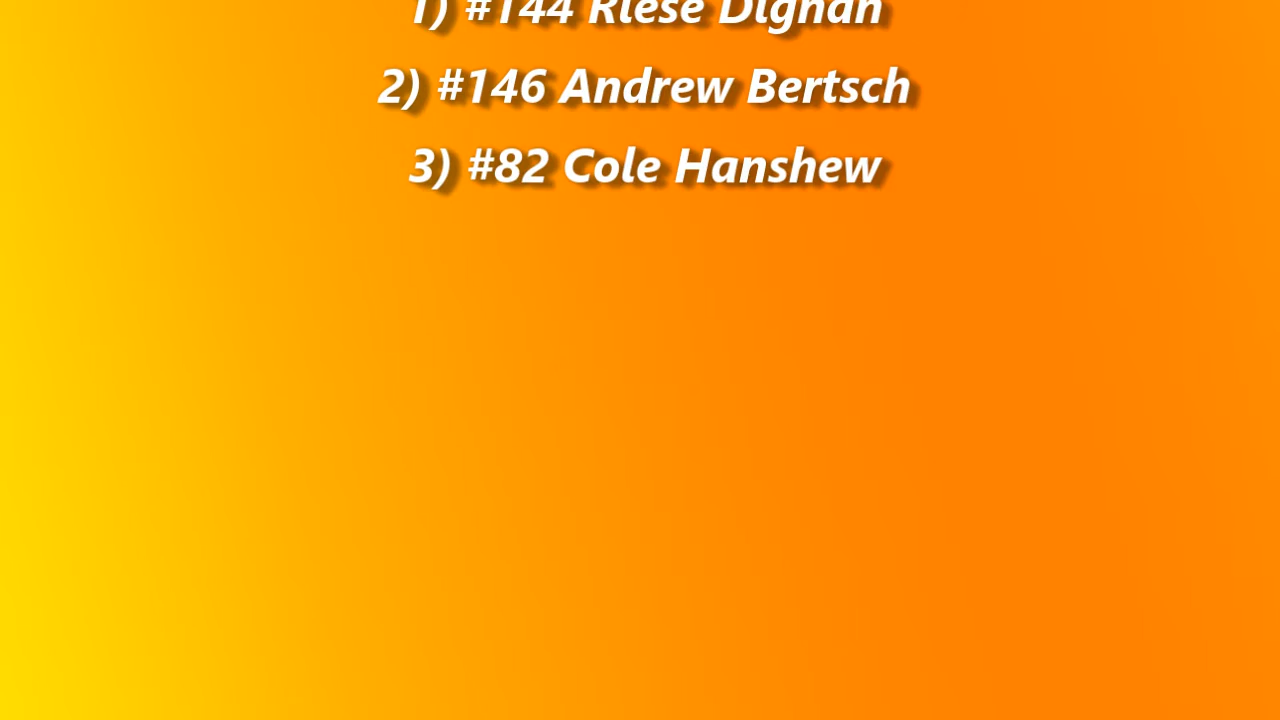 1) #144 Riese Dignan
2) #146 Andrew Bertsch
3) #82 Cole Hanshew